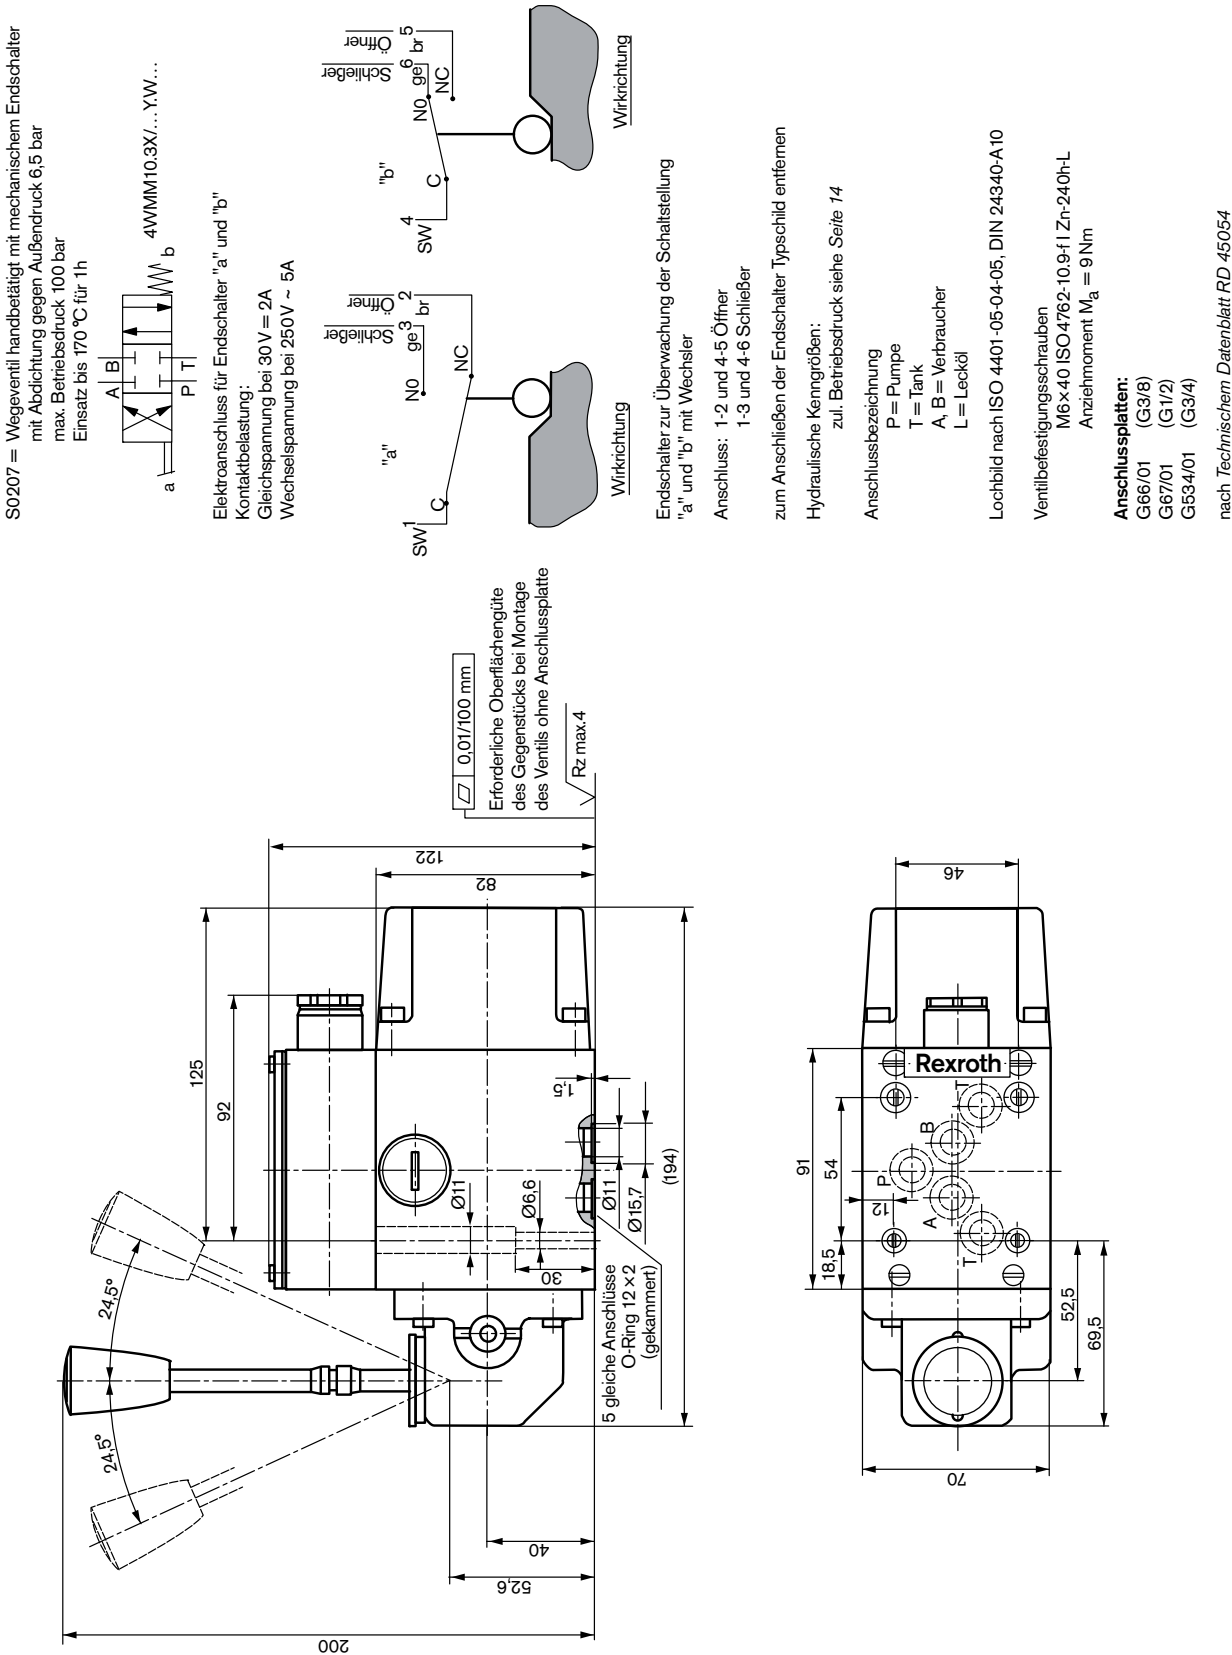 SO207 = Wegeventil handbetätigt mit mechanischem Endschalter
mit Abdichtung gegen Außendruck 6,5 bar
max. Betriebsdruck 100 bar
Einsatz bis 170 °C für 1h
A B
4WMM10.3X/... Y.W...
a
b
P T
Elektroanschluss für Endschalter "a" und "b"
Kontaktbelastung:
Gleichspannung bei 30 V = 2A
Wechselspannung bei 250 V ~ 5A
Schließer
Öffner
ge 3
br
2
"a"
N0
NC
SW
1
C
Wirkrichtung
Schließer
Öffner
ge 6
br
5
"b"
N0
NC
SW
4
C
Wirkrichtung
Endschalter zur Überwachung der Schaltstellung
"a" und "b" mit Wechsler
Anschluss: 1-2 und 4-5 Öffner
1-3 und 4-6 Schließer
zum Anschließen der Endschalter Typschild entfernen
Hydraulische Kenngrößen:
zul. Betriebsdruck siehe Seite 14
Anschlussbezeichnung
P = Pumpe
T = Tank
A, B = Verbraucher
L = Lecköl
Lochbild nach ISO 4401-05-04-05, DIN 24340-A10
Ventilbefestigungsschrauben
M6×40 ISO4762-10.9-f l Zn-240h-L
Anziehmoment Ma = 9 Nm
Anschlussplatten:
G66/01 (G3/8)
G67/01 (G1/2)
G534/01 (G3/4)
nach Technischem Datenblatt RD 45054
24,5°
24,5°
125
92
122
82
0,01/100 mm
Erforderliche Oberflächengüte
des Gegenstücks bei Montage
des Ventils ohne Anschlussplatte
Rz max.4
200
52,6
40
Ø11
Ø6,6
30
1,5
Ø11
Ø15,7
(194)
5 gleiche Anschlüsse
O-Ring 12×2
(gekammert)
91
54
18,5
12
46
70
Rexroth
T
B
P
A
T
52,5
69,5